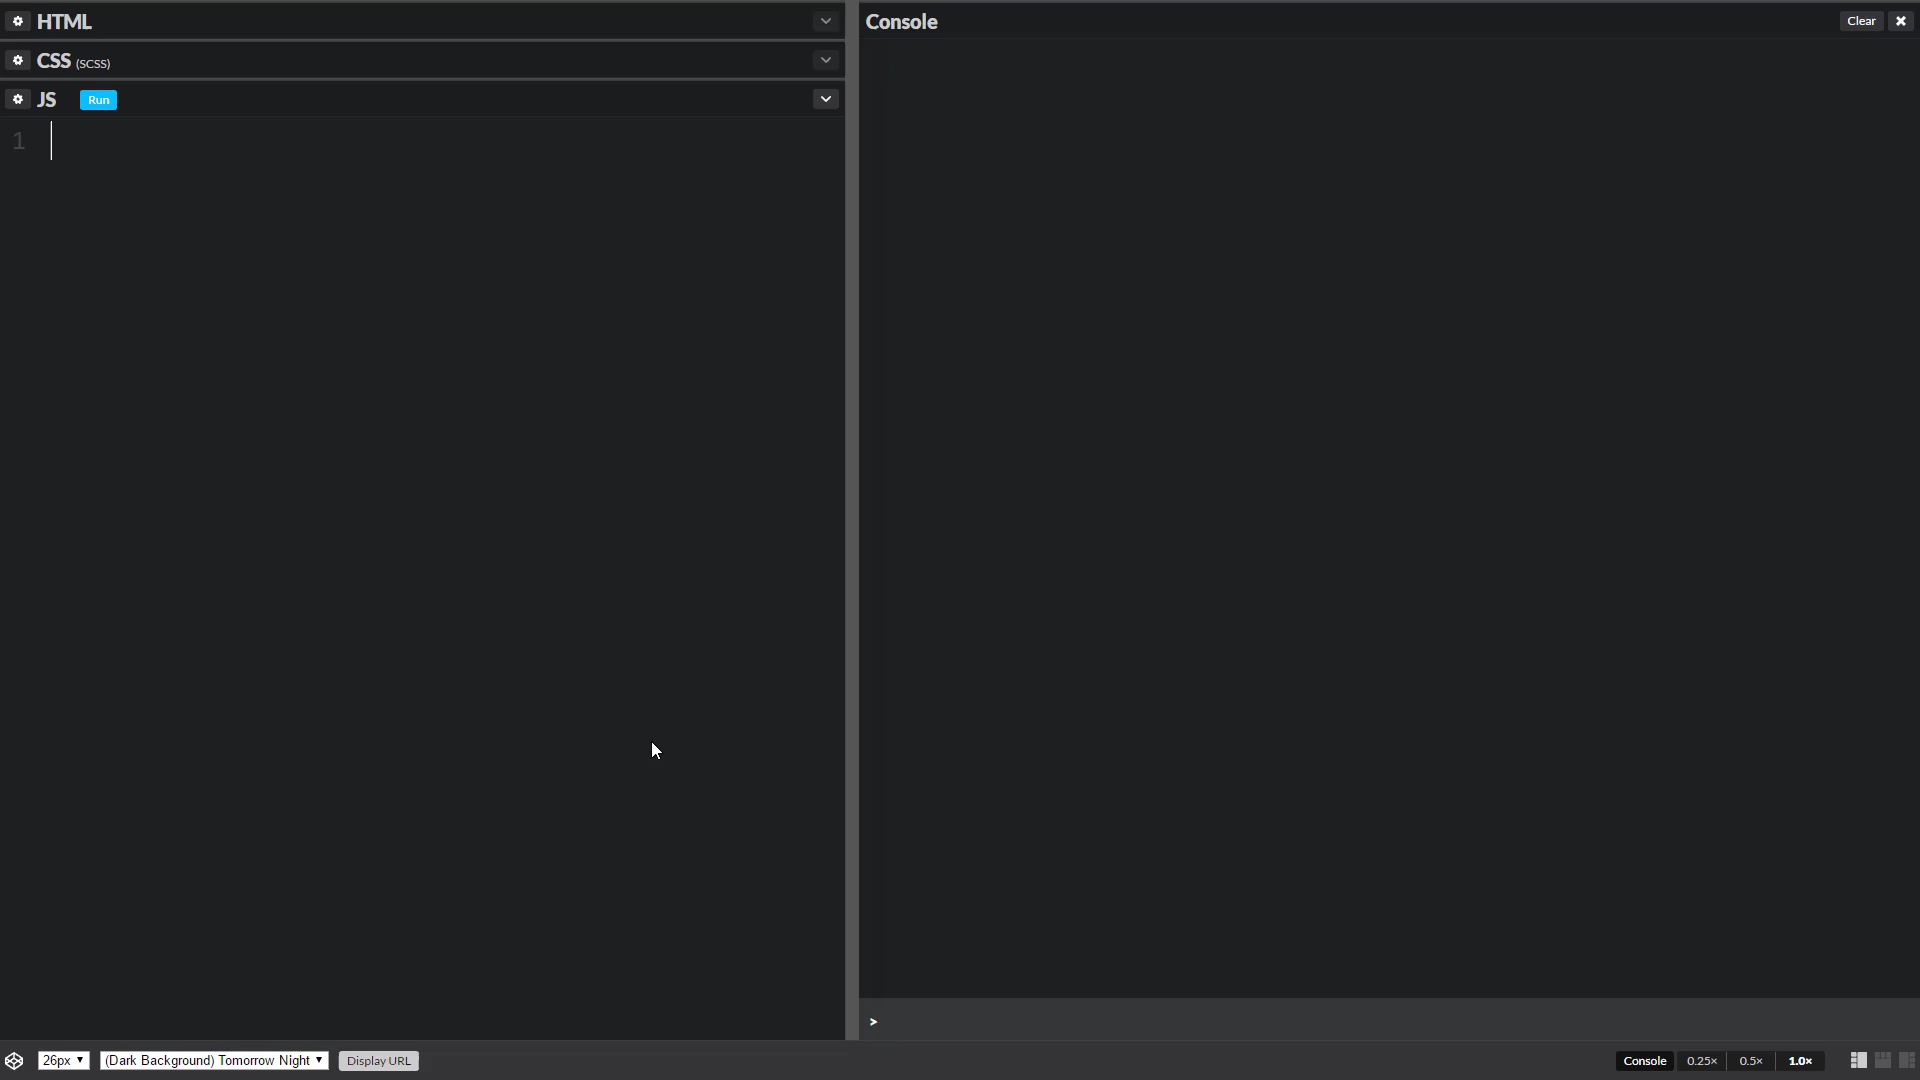 HTML
CSS (SCSS)
JS Run
1
Console Clear
>
26px (Dark Background) Tomorrow Night Display URL
Console 0.25× 0.5× 1.0×